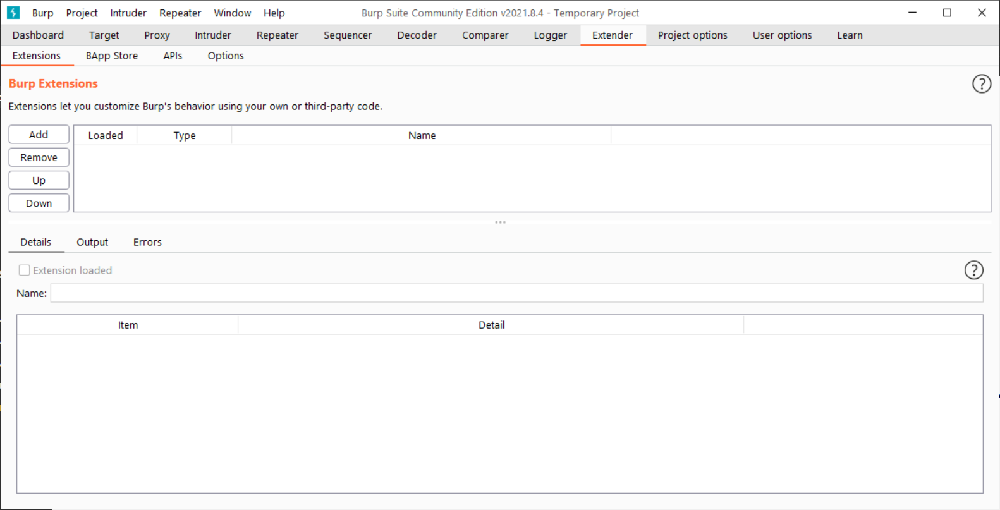 Burp Project Intruder Repeater Window Help Burp Suite Community Edition v2021.8.4 - Temporary Project
Dashboard Target Proxy Intruder Repeater Sequencer Decoder Comparer Logger Extender Project options User options Learn
Extensions BApp Store APIs Options
Burp Extensions ?
Extensions let you customize Burp's behavior using your own or third-party code.
Add Loaded Type Name
Remove
Up
Down
Details Output Errors
Extension loaded ?
Name:
Item Detail